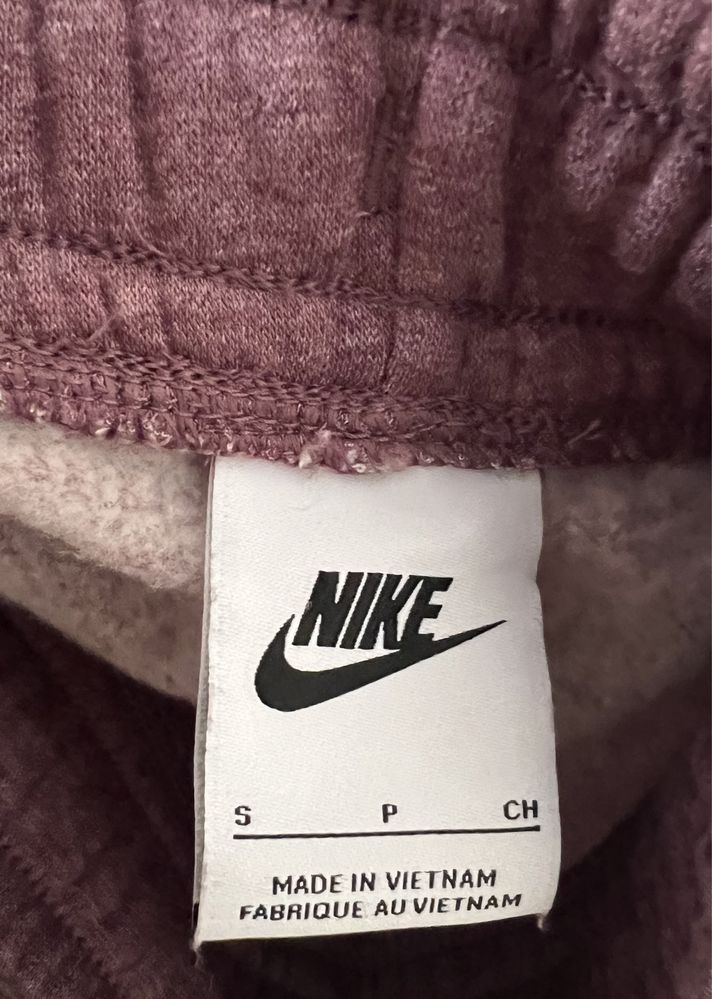 NIKE
S P CH
MADE IN VIETNAM
FABRIQUE AU VIETNAM